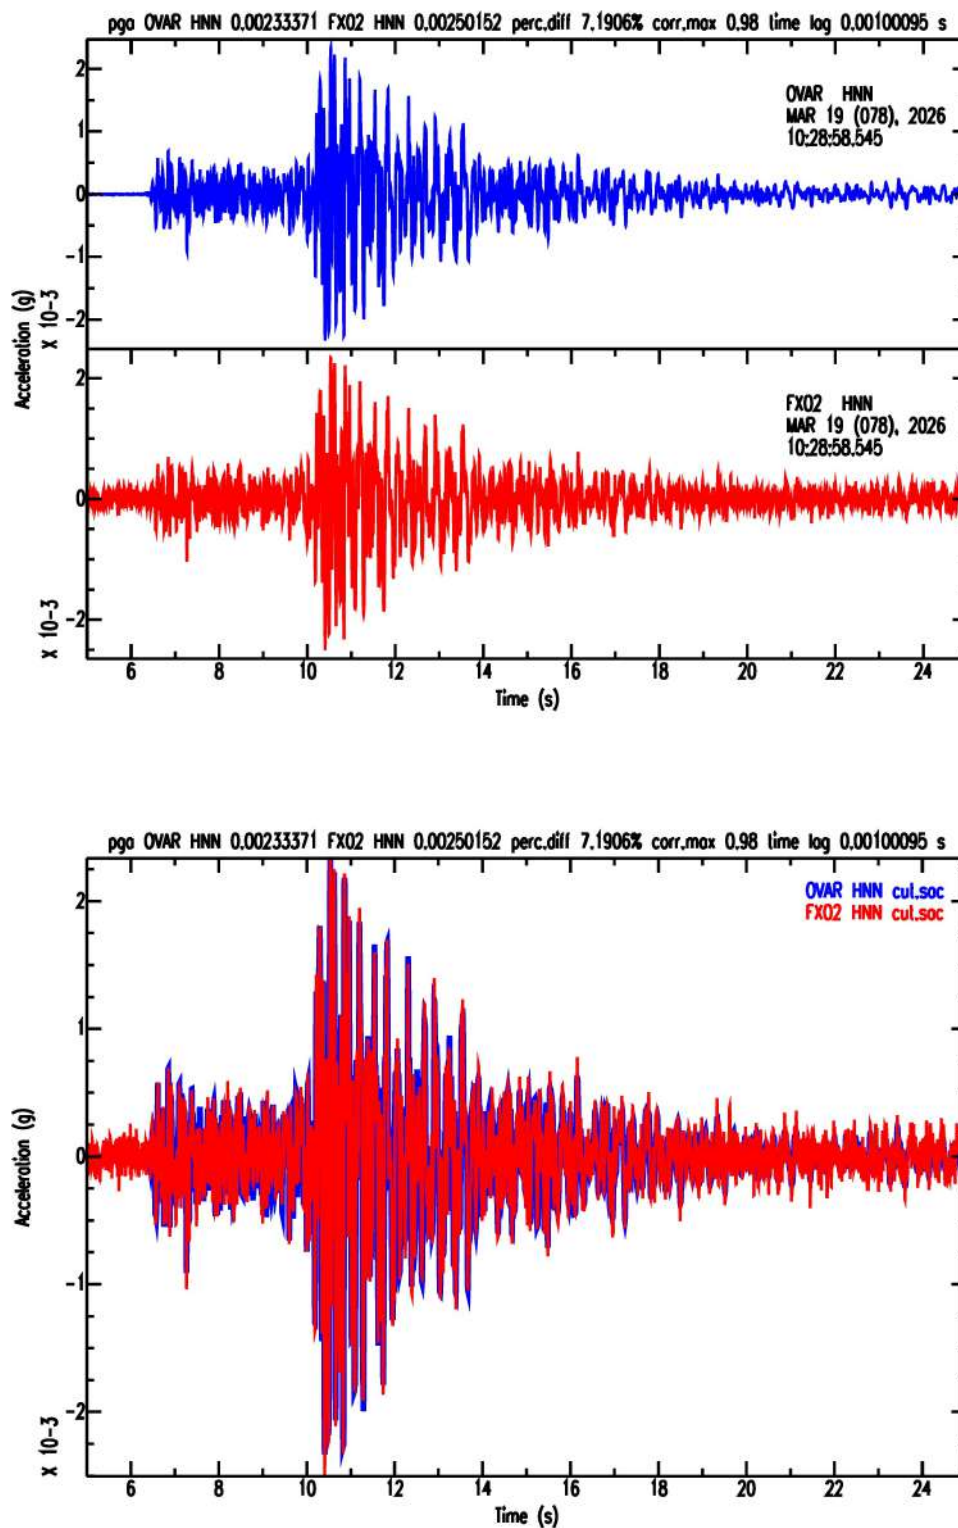 pga OVAR HNN 0.00233371 FX02 HNN 0.00250152 perc.diff 7.1906% corr.max 0.98 time lag 0.00100095 s
OVAR HNN
MAR 19 (078), 2026
10:28:58.545
2
1
0
-1
-2
X 10-3
Acceleration (g)
FX02 HNN
MAR 19 (078), 2026
10:28:58.545
2
0
-2
X 10-3
6 8 10 12 14 16 18 20 22 24
Time (s)
pga OVAR HNN 0.00233371 FX02 HNN 0.00250152 perc.diff 7.1906% corr.max 0.98 time lag 0.00100095 s
OVAR HNN cut.sac
FX02 HNN cut.sac
2
1
0
-1
-2
X 10-3
Acceleration (g)
6 8 10 12 14 16 18 20 22 24
Time (s)